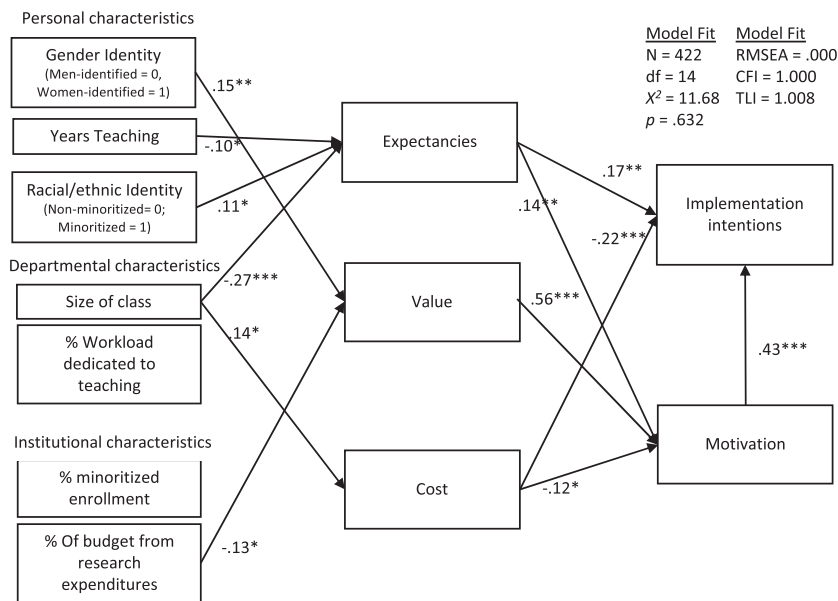 Personal characteristics
Gender Identity
(Men-identified = 0,
Women-identified = 1)
Years Teaching
Racial/ethnic Identity
(Non-minoritized= 0;
Minoritized = 1)
Departmental characteristics
Size of class
% Workload
dedicated to
teaching
Institutional characteristics
% minoritized
enrollment
% Of budget from
research
expenditures
.15**
-.10*
.11*
-.27***
.14*
-.13*
Expectancies
Value
Cost
.17**
.14**
-.22***
.56***
-.12*
Model Fit
N = 422
df = 14
X² = 11.68
p = .632
Model Fit
RMSEA = .000
CFI = 1.000
TLI = 1.008
Implementation
intentions
.43***
Motivation